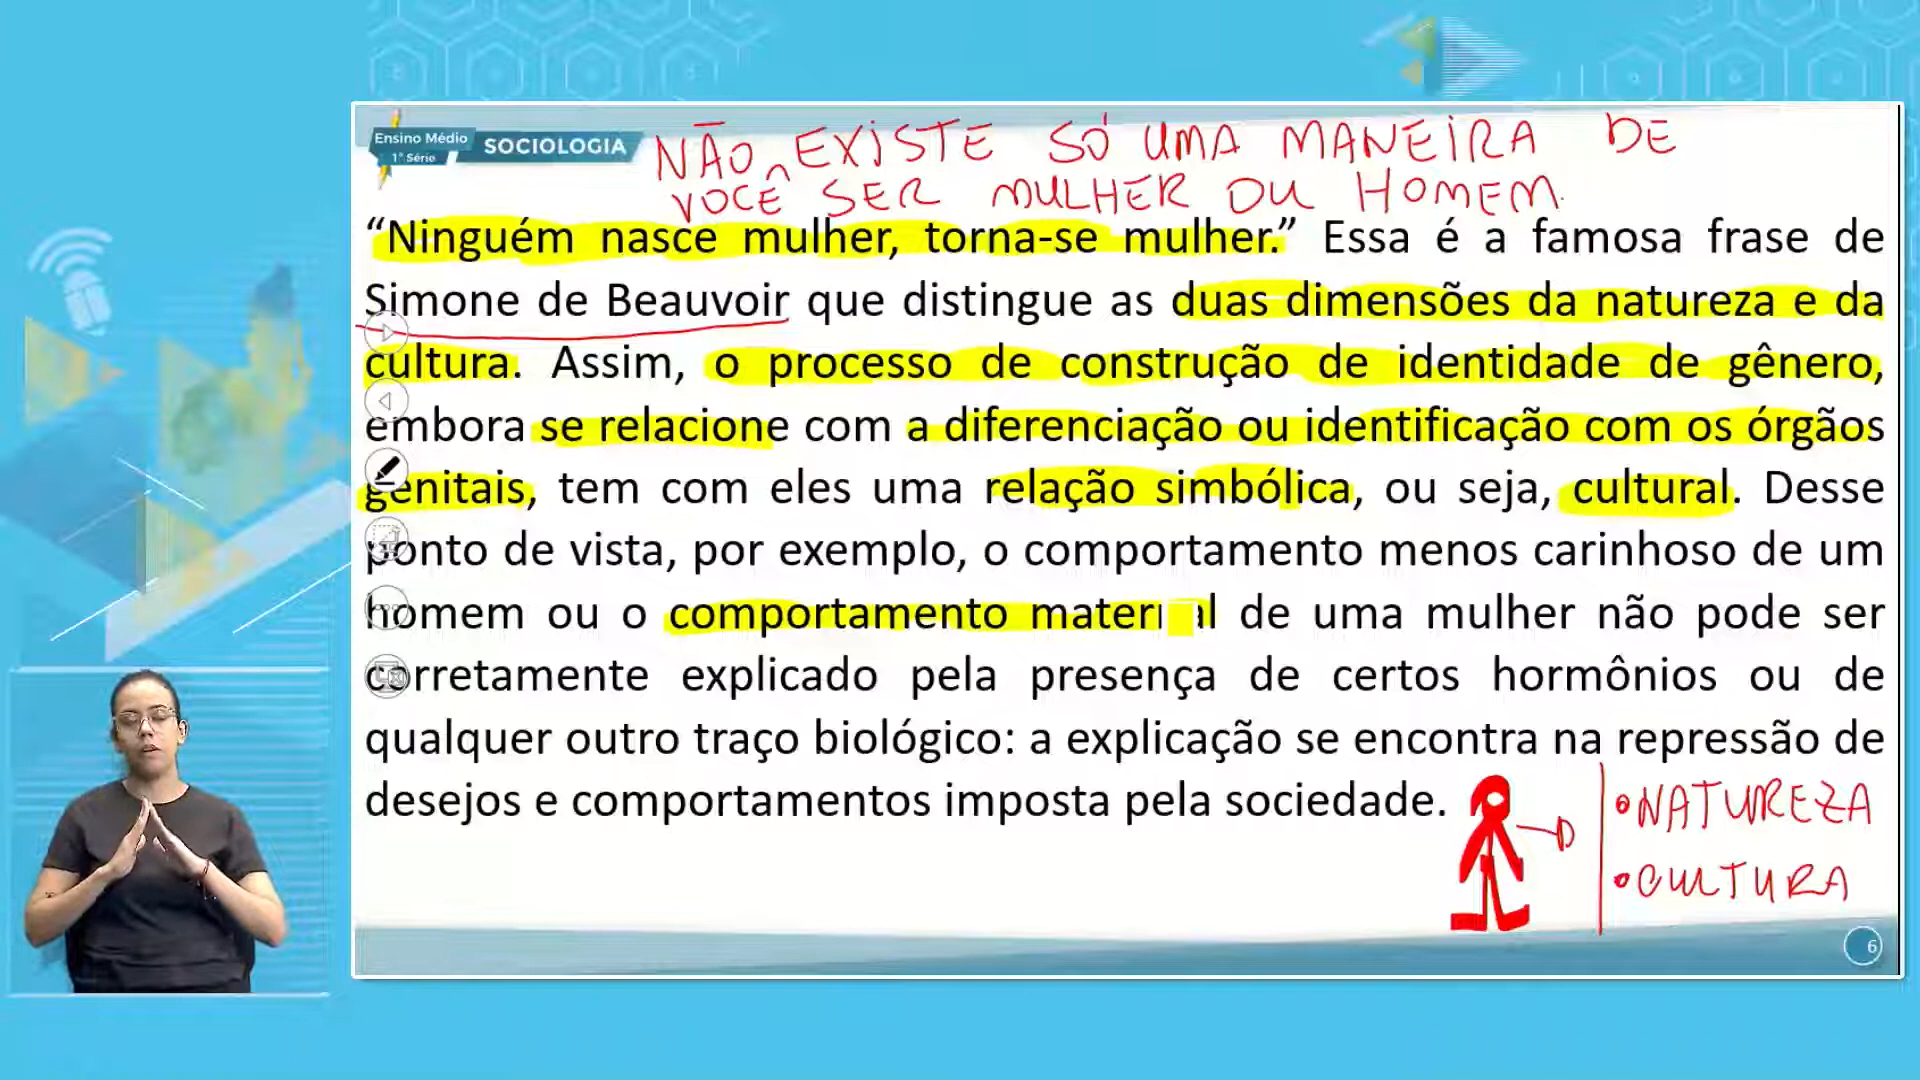 Ensino Médio
1ª Série
SOCIOLOGIA
NÃO EXISTE SÓ UMA MANEIRA DE
VOCÊ SER MULHER OU HOMEM.
“Ninguém nasce mulher, torna-se mulher.” Essa é a famosa frase de
Simone de Beauvoir que distingue as duas dimensões da natureza e da
cultura. Assim, o processo de construção de identidade de gênero,
embora se relacione com a diferenciação ou identificação com os órgãos
genitais, tem com eles uma relação simbólica, ou seja, cultural. Desse
ponto de vista, por exemplo, o comportamento menos carinhoso de um
homem ou o comportamento maternal de uma mulher não pode ser
corretamente explicado pela presença de certos hormônios ou de
qualquer outro traço biológico: a explicação se encontra na repressão de
desejos e comportamentos imposta pela sociedade.
• NATUREZA
• CULTURA
6